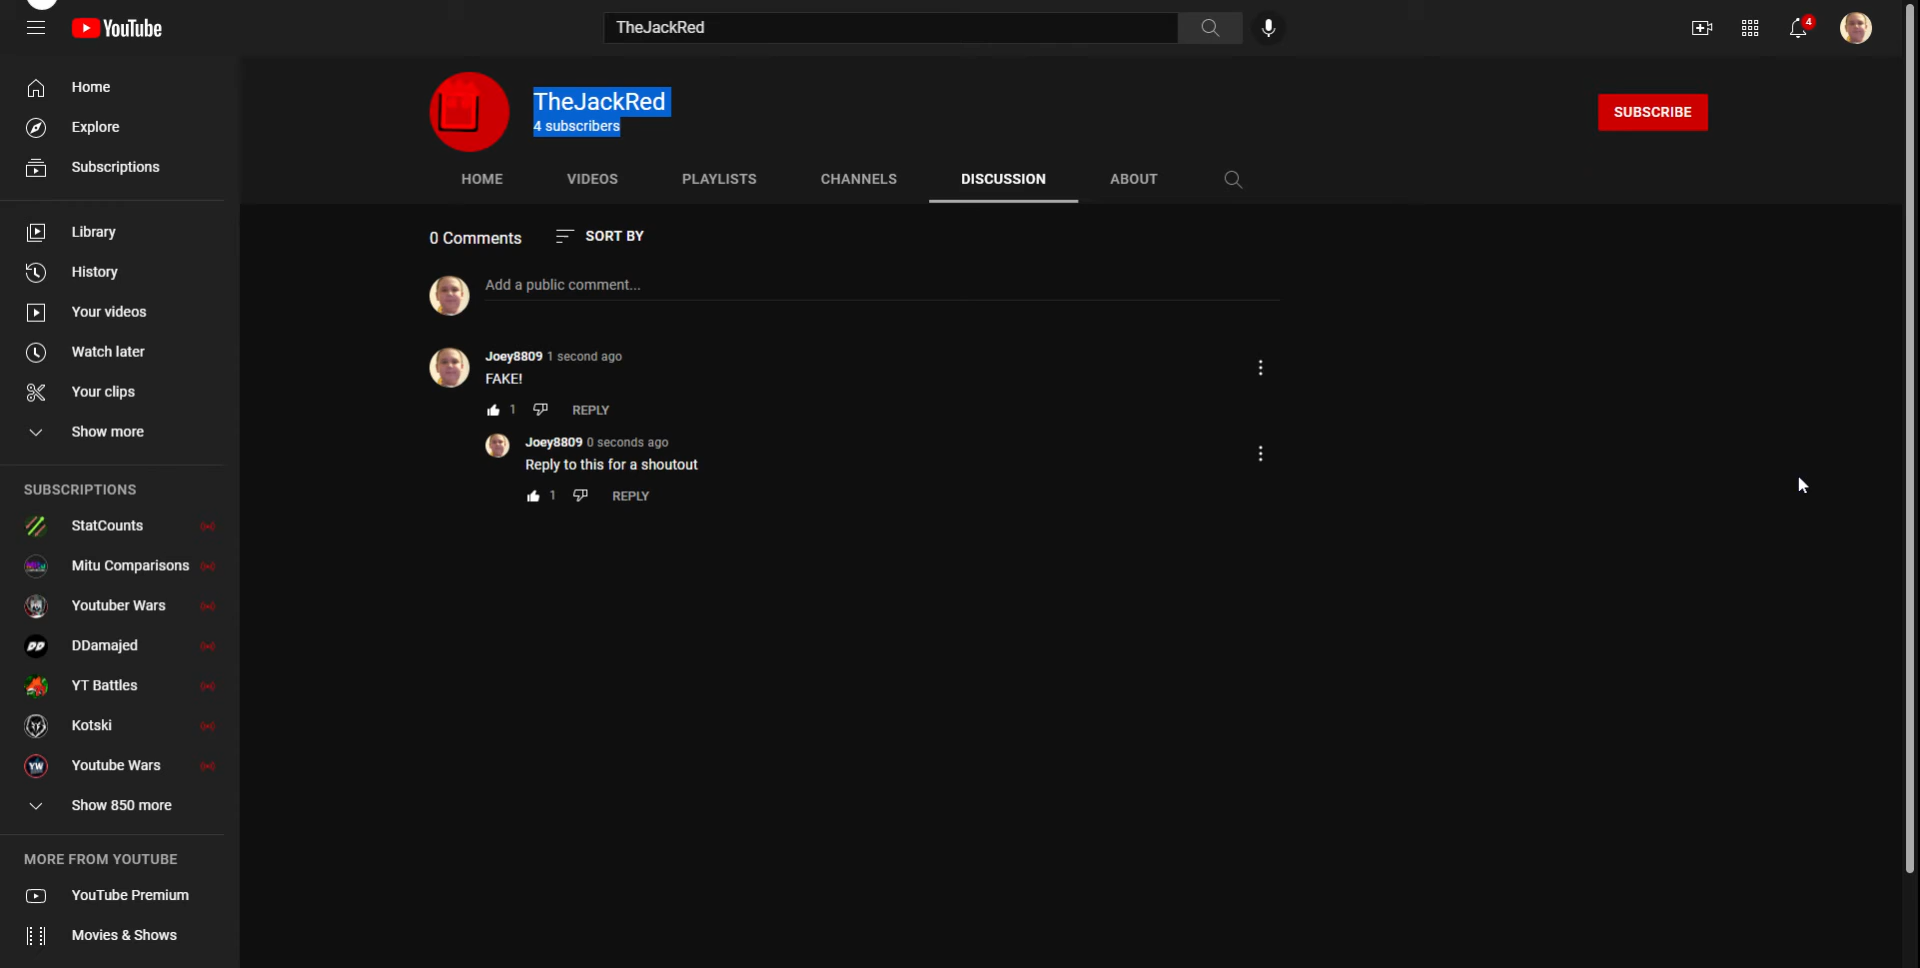 YouTube
TheJackRed
4
Home
Explore
Subscriptions
Library
History
Your videos
Watch later
Your clips
Show more
SUBSCRIPTIONS
StatCounts
Mitu Comparisons
Youtuber Wars
DDamajed
YT Battles
Kotski
YW
Youtube Wars
Show 850 more
MORE FROM YOUTUBE
YouTube Premium
Movies & Shows
TheJackRed
4 subscribers
SUBSCRIBE
HOME VIDEOS PLAYLISTS CHANNELS DISCUSSION ABOUT
0 Comments SORT BY
Add a public comment...
Joey8809 1 second ago
FAKE!
1 REPLY
Joey8809 0 seconds ago
Reply to this for a shoutout
1 REPLY